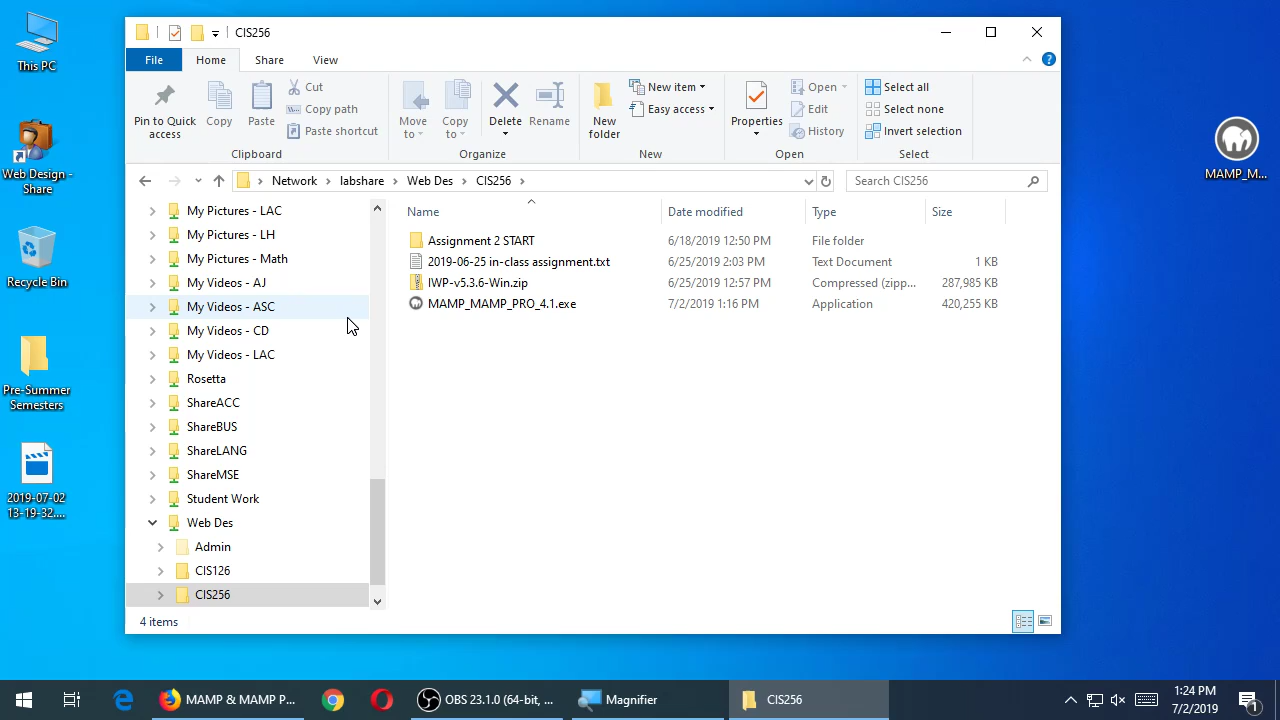 This PC
Web Design -
Share
Recycle Bin
Pre-Summer
Semesters
2019-07-02
13-19-32....
MAMP_M...
CIS256
File
Home
Share
View
Pin to Quick
access
Copy
Paste
Cut
Copy path
Paste shortcut
Clipboard
Move
to
Copy
to
Delete
Rename
Organize
New
folder
New item
Easy access
New
Properties
Open
Edit
History
Open
Select all
Select none
Invert selection
Select
Network
labshare
Web Des
CIS256
Search CIS256
My Pictures - LAC
My Pictures - LH
My Pictures - Math
My Videos - AJ
My Videos - ASC
My Videos - CD
My Videos - LAC
Rosetta
ShareACC
ShareBUS
ShareLANG
ShareMSE
Student Work
Web Des
Admin
CIS126
CIS256
Name Date modified Type Size
Assignment 2 START 6/18/2019 12:50 PM File folder
2019-06-25 in-class assignment.txt 6/25/2019 2:03 PM Text Document 1 KB
IWP-v5.3.6-Win.zip 6/25/2019 12:57 PM Compressed (zipp... 287,985 KB
MAMP_MAMP_PRO_4.1.exe 7/2/2019 1:16 PM Application 420,255 KB
4 items
MAMP & MAMP P...
OBS 23.1.0 (64-bit, ...
Magnifier
CIS256
1:24 PM
7/2/2019
1